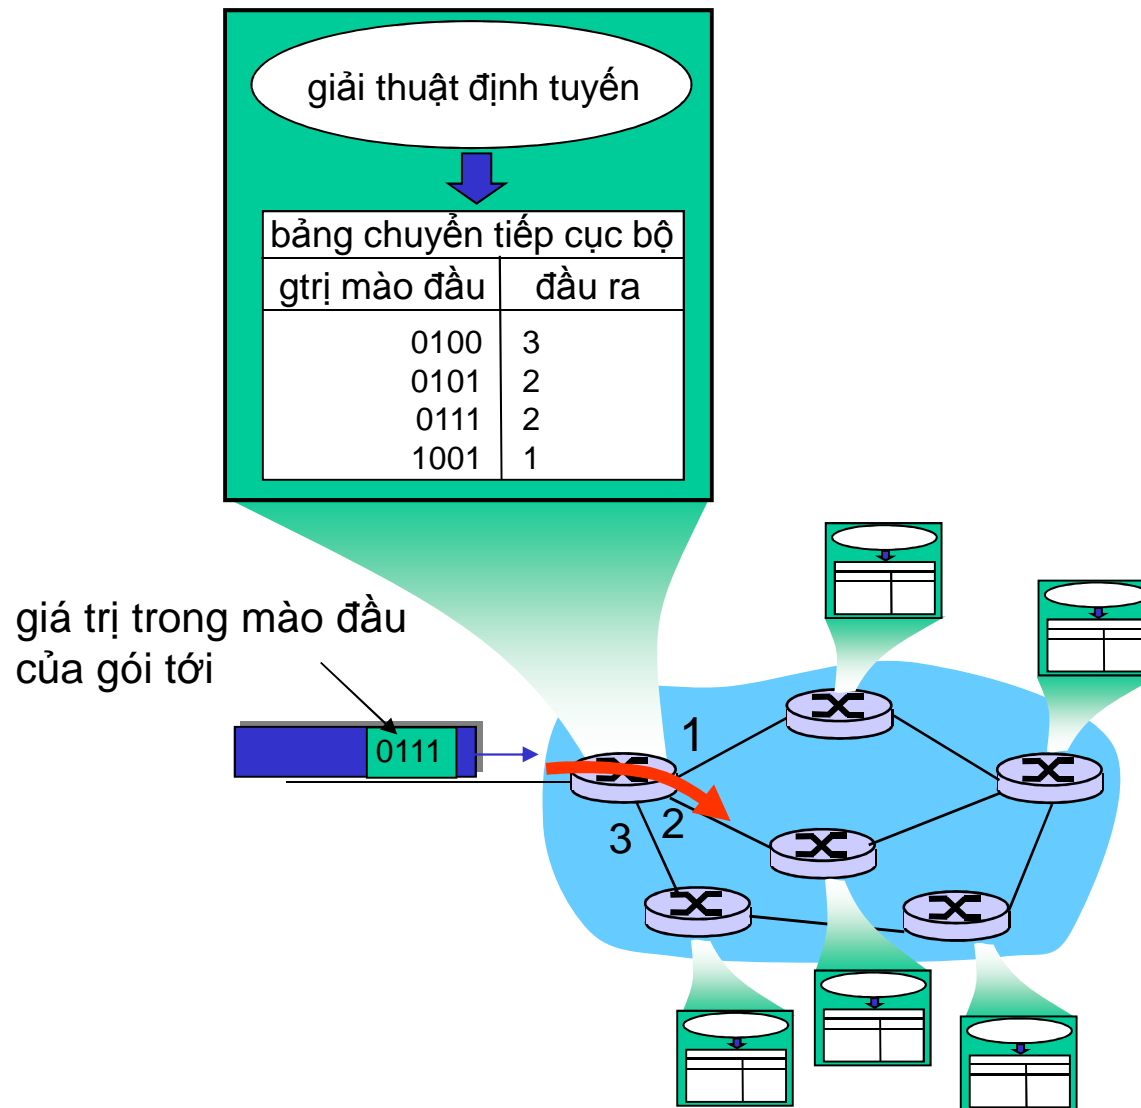 giải thuật định tuyến
bảng chuyển tiếp cục bộ
gtrị mào đầu đầu ra
0100 3
0101 2
0111 2
1001 1
giá trị trong mào đầu
của gói tới
0111
1
2
3